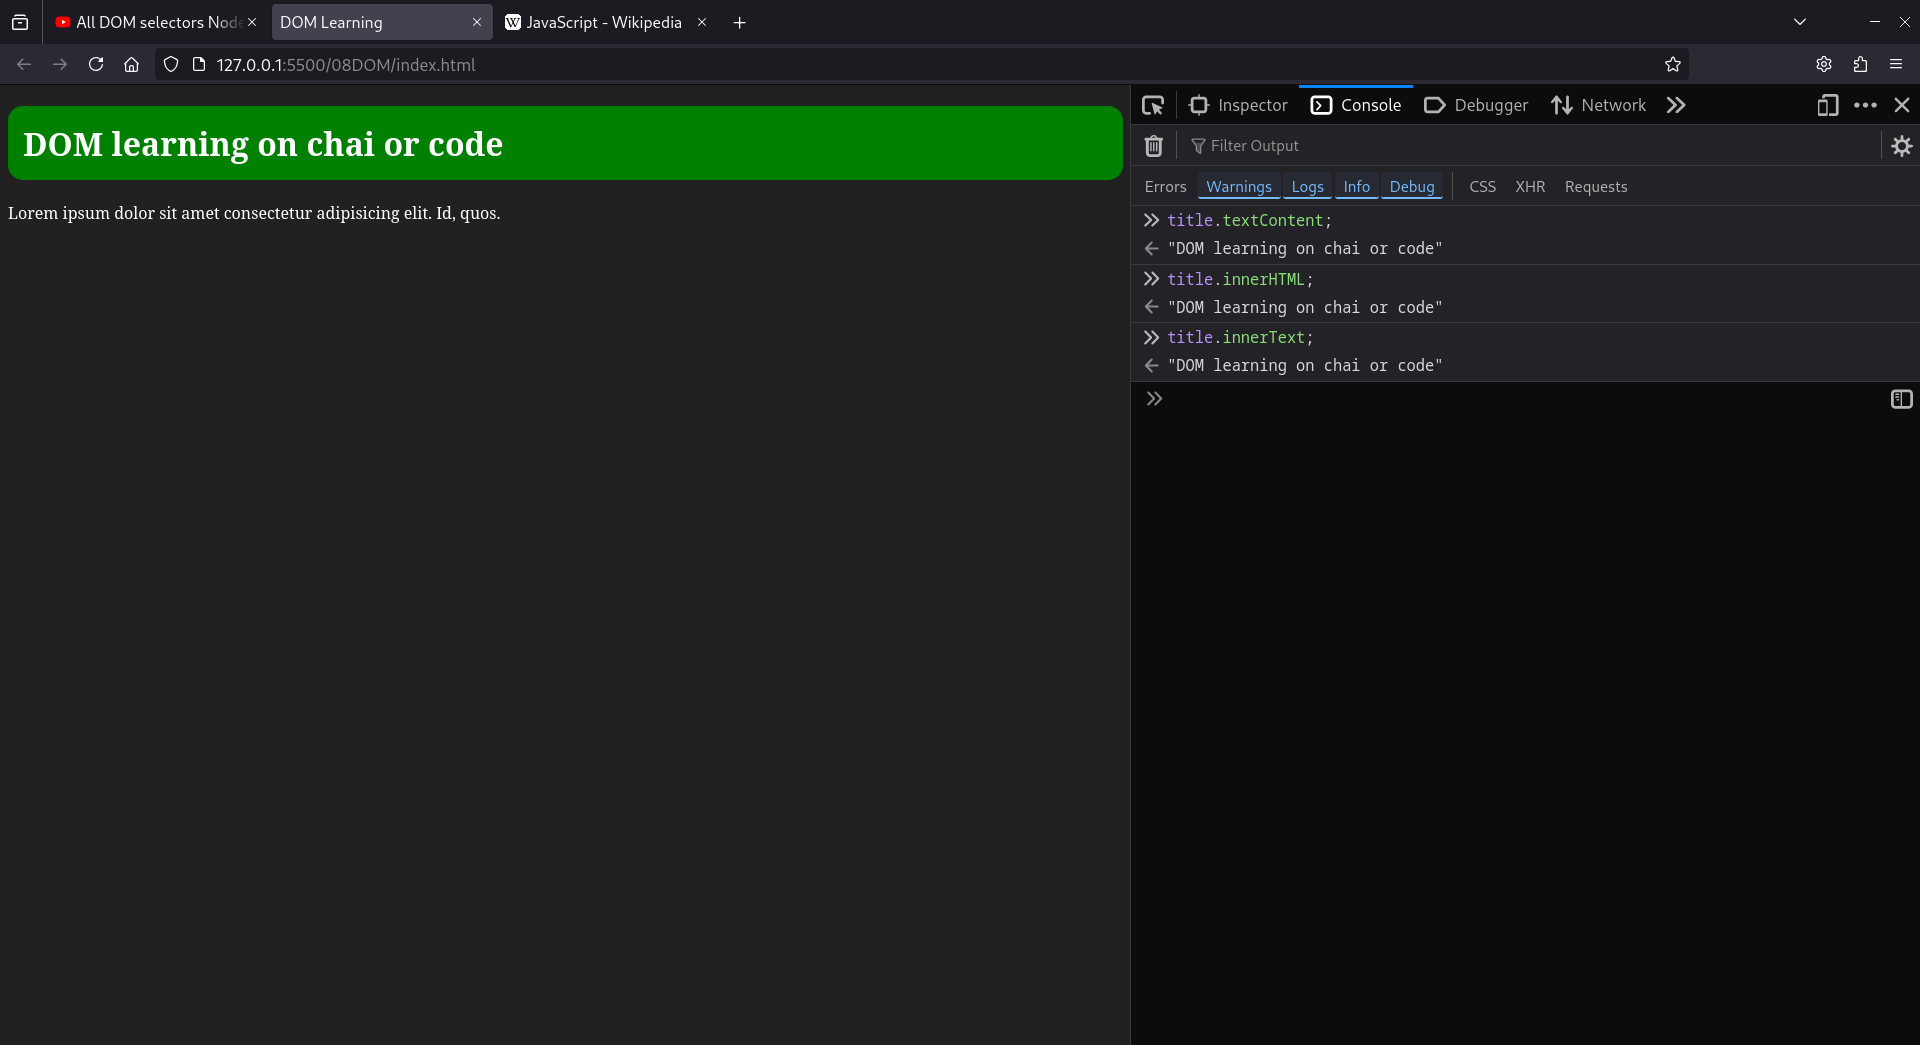 All DOM selectors Node
DOM Learning
JavaScript - Wikipedia
127.0.0.1:5500/08DOM/index.html
DOM learning on chai or code
Lorem ipsum dolor sit amet consectetur adipisicing elit. Id, quos.
Inspector
Console
Debugger
Network
Filter Output
Errors
Warnings
Logs
Info
Debug
CSS
XHR
Requests
title.textContent;
"DOM learning on chai or code"
title.innerHTML;
"DOM learning on chai or code"
title.innerText;
"DOM learning on chai or code"